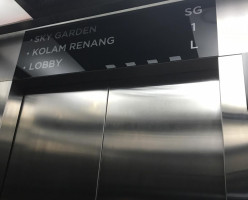 • SKY GARDEN SG
• KOLAM RENANG 1
• LOBBY L